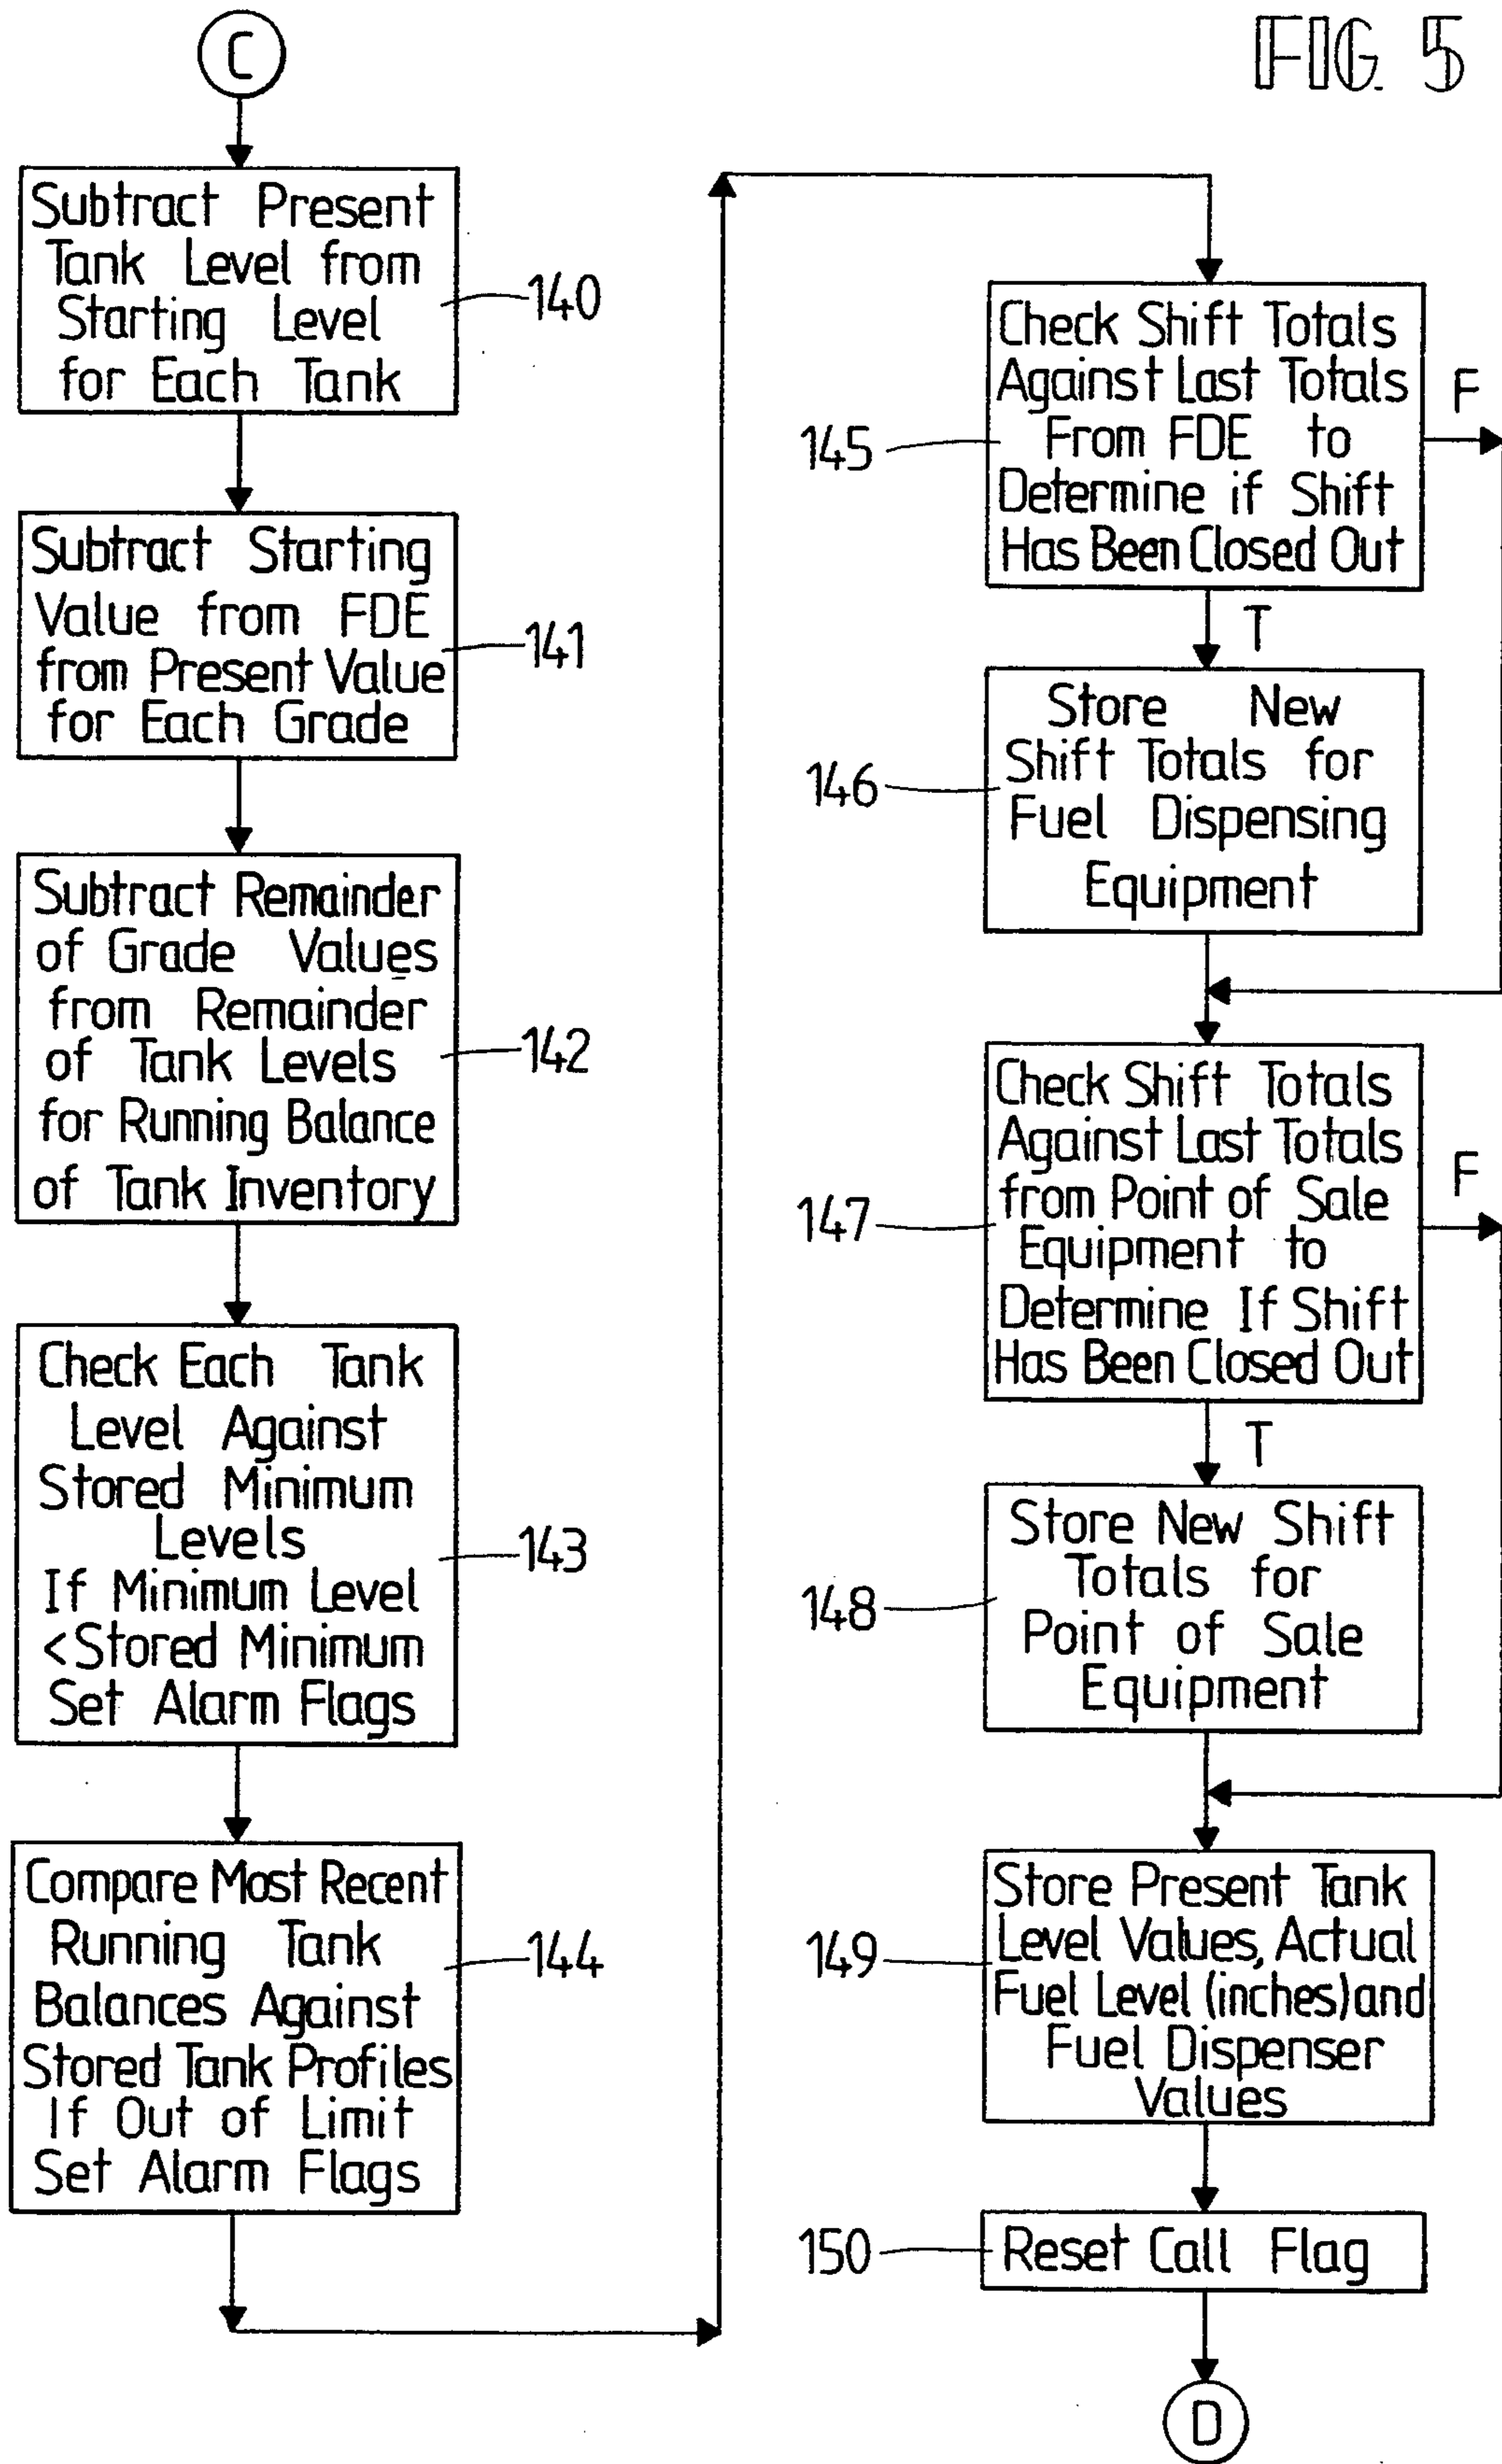 FIG. 5
C
Subtract Present
Tank Level from
Starting Level
for Each Tank
140
Subtract Starting
Value from FDE
from Present Value
for Each Grade
141
Subtract Remainder
of Grade Values
from Remainder
of Tank Levels
for Running Balance
of Tank Inventory
142
Check Each Tank
Level Against
Stored Minimum
Levels
If Minimum Level
<Stored Minimum
Set Alarm Flags
143
Compare Most Recent
Running Tank
Balances Against
Stored Tank Profiles
If Out of Limit
Set Alarm Flags
144
Check Shift Totals
Against Last Totals
From FDE to
Determine if Shift
Has Been Closed Out
145
F
T
Store New
Shift Totals for
Fuel Dispensing
Equipment
146
Check Shift Totals
Against Last Totals
from Point of Sale
Equipment to
Determine If Shift
Has Been Closed Out
147
F
T
Store New Shift
Totals for
Point of Sale
Equipment
148
Store Present Tank
Level Values, Actual
Fuel Level (inches) and
Fuel Dispenser
Values
149
Reset Call Flag
150
D